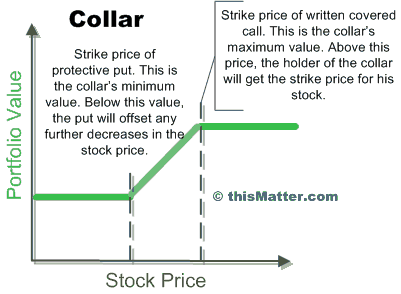 Collar
Strike price of
protective put. This is
the collar's minimum
value. Below this value,
the put will offset any
further decreases in the
stock price.
Strike price of written covered
call. This is the collar's
maximum value. Above this
price, the holder of the collar
will get the strike price for his
stock.
Portfolio Value
© thisMatter.com
Stock Price